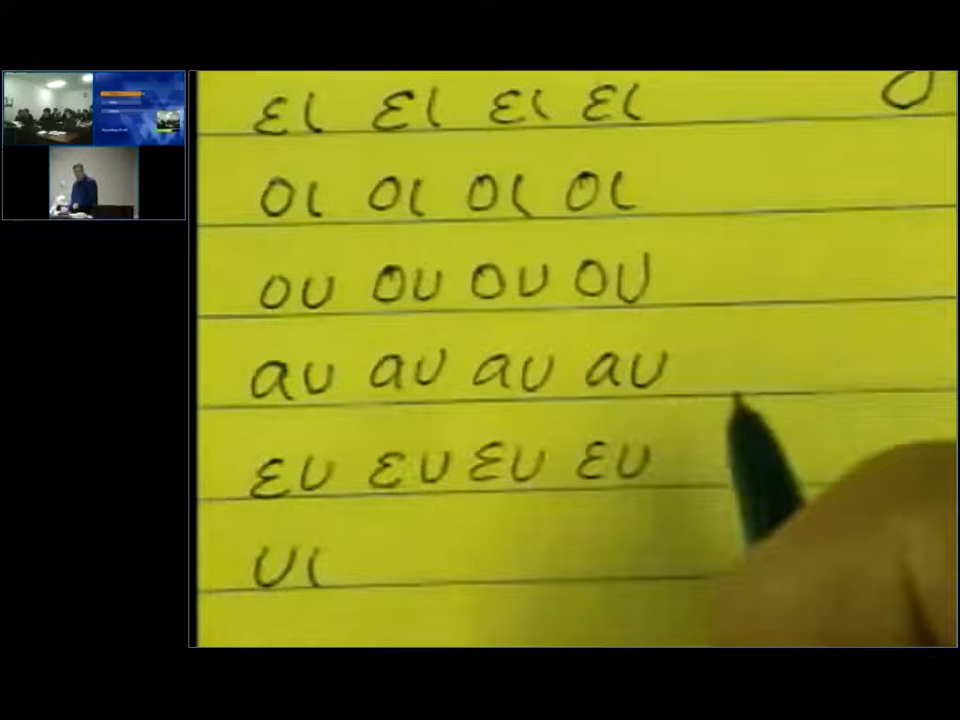 ει ει ει ει
οι οι οι οι
ου ου ου ου
αυ αυ αυ αυ
ευ ευ ευ ευ
υι